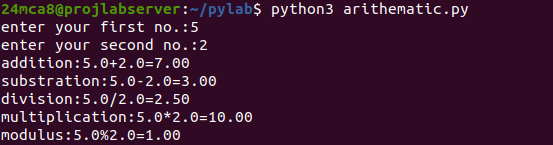 24mca8@projlabserver:~/pylab$ python3 arithematic.py
enter your first no.:5
enter your second no.:2
addition:5.0+2.0=7.00
substration:5.0-2.0=3.00
division:5.0/2.0=2.50
multiplication:5.0*2.0=10.00
modulus:5.0%2.0=1.00